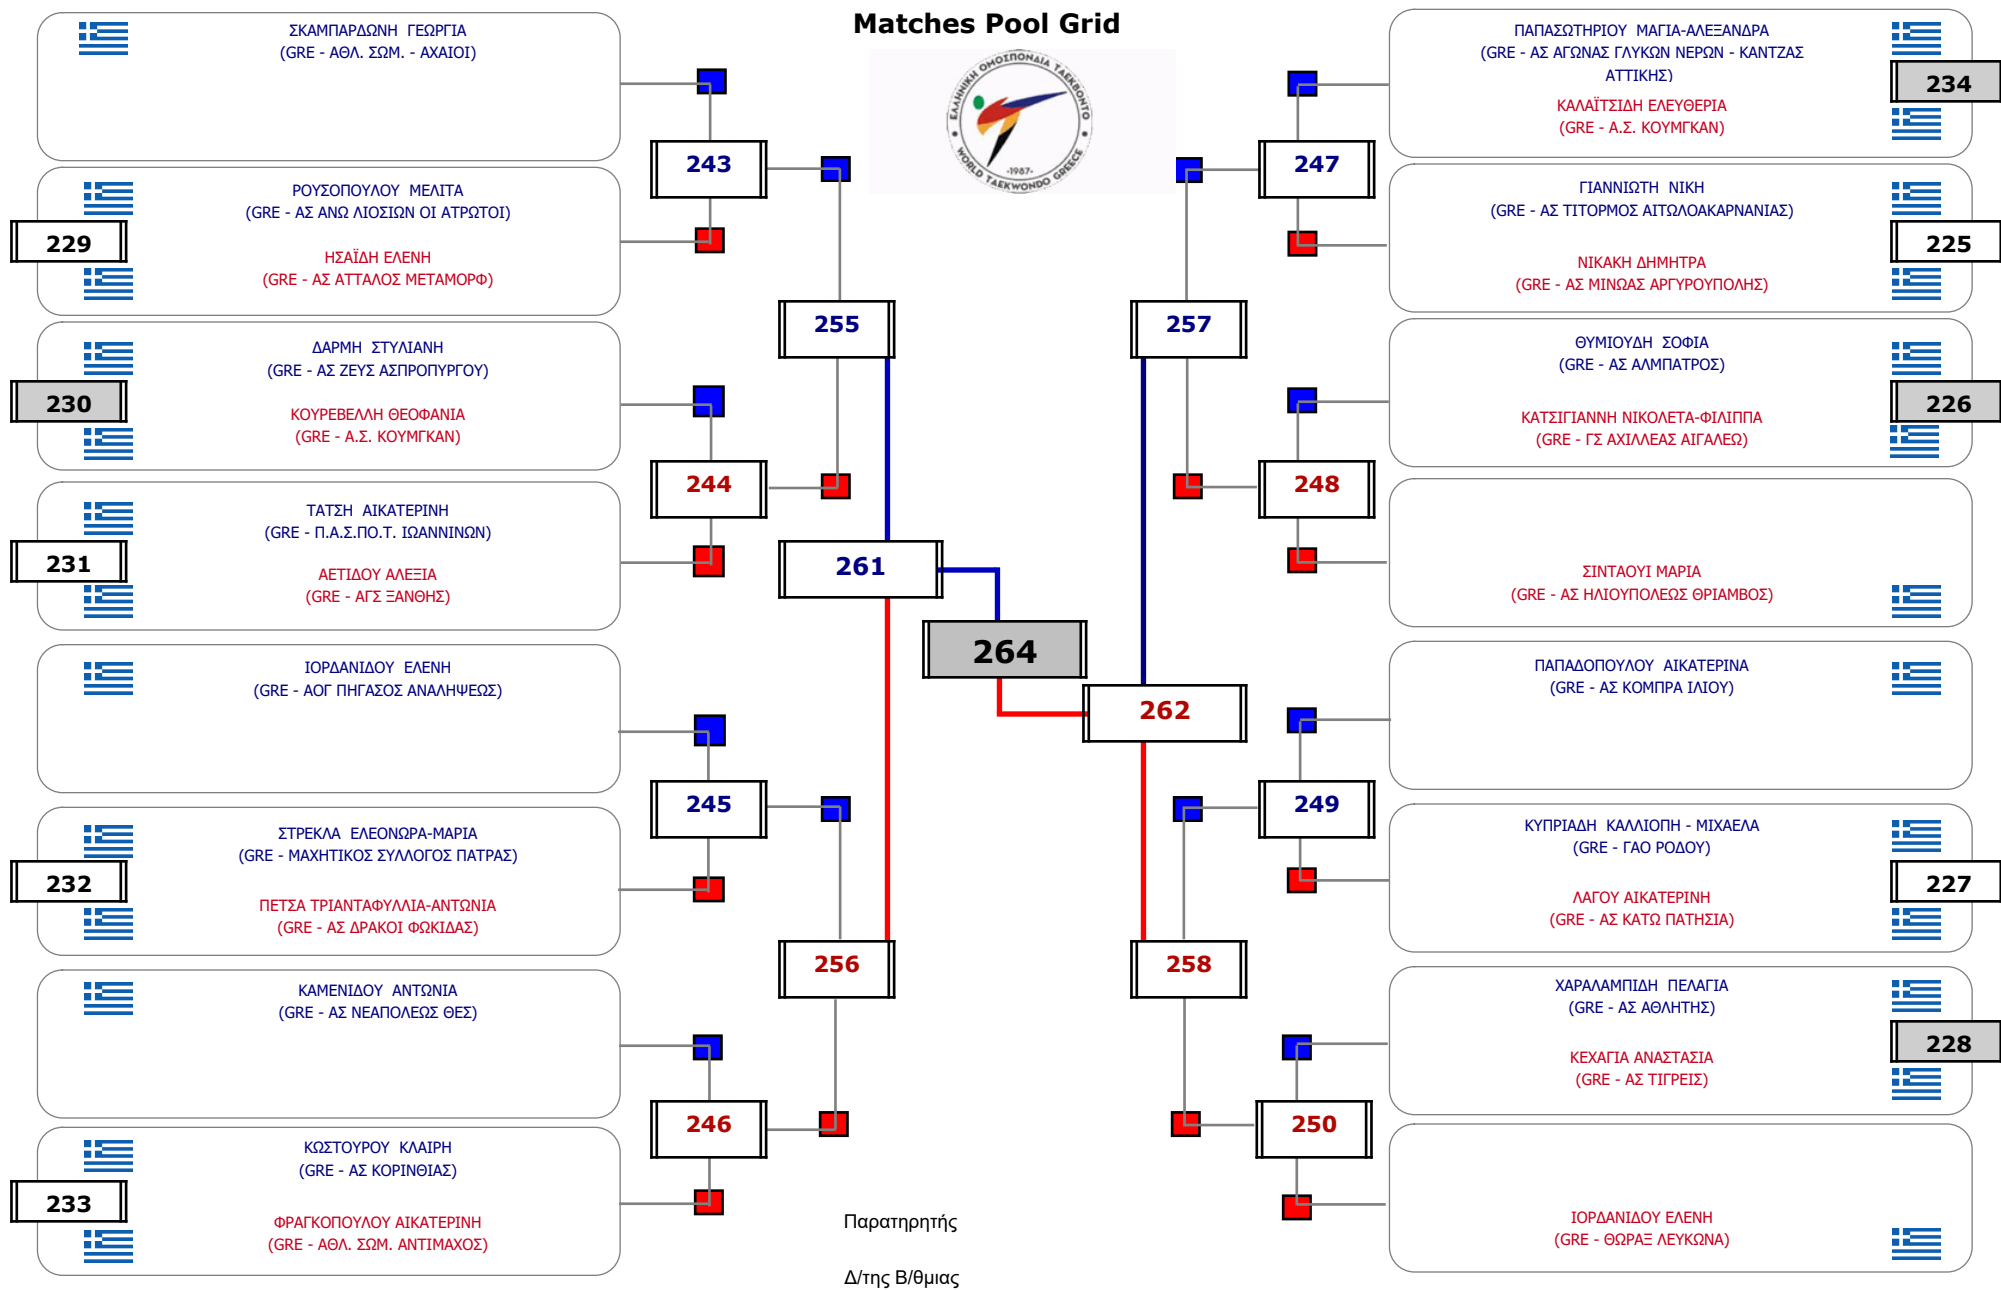 Matches Pool Grid
ΕΛΛΗΝΙΚΗ ΟΜΟΣΠΟΝΔΙΑ ΤΑΕΚΒΟΝΤΟ
-1987-
WORLD TAEKWONDO GREECE
ΣΚΑΜΠΑΡΔΩΝΗ ΓΕΩΡΓΙΑ
(GRE - ΑΘΛ. ΣΩΜ. - ΑΧΑΙΟΙ)
229
ΡΟΥΣΟΠΟΥΛΟΥ ΜΕΛΙΤΑ
(GRE - ΑΣ ΑΝΩ ΛΙΟΣΙΩΝ ΟΙ ΑΤΡΩΤΟΙ)
ΗΣΑΪΔΗ ΕΛΕΝΗ
(GRE - ΑΣ ΑΤΤΑΛΟΣ ΜΕΤΑΜΟΡΦ)
230
ΔΑΡΜΗ ΣΤΥΛΙΑΝΗ
(GRE - ΑΣ ΖΕΥΣ ΑΣΠΡΟΠΥΡΓΟΥ)
ΚΟΥΡΕΒΕΛΛΗ ΘΕΟΦΑΝΙΑ
(GRE - Α.Σ. ΚΟΥΜΓΚΑΝ)
231
ΤΑΤΣΗ ΑΙΚΑΤΕΡΙΝΗ
(GRE - Π.Α.Σ.ΠΟ.Τ. ΙΩΑΝΝΙΝΩΝ)
ΑΕΤΙΔΟΥ ΑΛΕΞΙΑ
(GRE - ΑΓΣ ΞΑΝΘΗΣ)
ΙΟΡΔΑΝΙΔΟΥ ΕΛΕΝΗ
(GRE - ΑΟΓ ΠΗΓΑΣΟΣ ΑΝΑΛΗΨΕΩΣ)
232
ΣΤΡΕΚΛΑ ΕΛΕΟΝΩΡΑ-ΜΑΡΙΑ
(GRE - ΜΑΧΗΤΙΚΟΣ ΣΥΛΛΟΓΟΣ ΠΑΤΡΑΣ)
ΠΕΤΣΑ ΤΡΙΑΝΤΑΦΥΛΛΙΑ-ΑΝΤΩΝΙΑ
(GRE - ΑΣ ΔΡΑΚΟΙ ΦΩΚΙΔΑΣ)
ΚΑΜΕΝΙΔΟΥ ΑΝΤΩΝΙΑ
(GRE - ΑΣ ΝΕΑΠΟΛΕΩΣ ΘΕΣ)
233
ΚΩΣΤΟΥΡΟΥ ΚΛΑΙΡΗ
(GRE - ΑΣ ΚΟΡΙΝΘΙΑΣ)
ΦΡΑΓΚΟΠΟΥΛΟΥ ΑΙΚΑΤΕΡΙΝΗ
(GRE - ΑΘΛ. ΣΩΜ. ΑΝΤΙΜΑΧΟΣ)
243
244
245
246
255
256
261
264
262
257
258
247
248
249
250
ΠΑΠΑΣΩΤΗΡΙΟΥ ΜΑΓΙΑ-ΑΛΕΞΑΝΔΡΑ
(GRE - ΑΣ ΑΓΩΝΑΣ ΓΛΥΚΩΝ ΝΕΡΩΝ - ΚΑΝΤΖΑΣ
ΑΤΤΙΚΗΣ)
234
ΚΑΛΑΪΤΣΙΔΗ ΕΛΕΥΘΕΡΙΑ
(GRE - Α.Σ. ΚΟΥΜΓΚΑΝ)
ΓΙΑΝΝΙΩΤΗ ΝΙΚΗ
(GRE - ΑΣ ΤΙΤΟΡΜΟΣ ΑΙΤΩΛΟΑΚΑΡΝΑΝΙΑΣ)
225
ΝΙΚΑΚΗ ΔΗΜΗΤΡΑ
(GRE - ΑΣ ΜΙΝΩΑΣ ΑΡΓΥΡΟΥΠΟΛΗΣ)
ΘΥΜΙΟΥΔΗ ΣΟΦΙΑ
(GRE - ΑΣ ΑΛΜΠΑΤΡΟΣ)
226
ΚΑΤΣΙΓΙΑΝΝΗ ΝΙΚΟΛΕΤΑ-ΦΙΛΙΠΠΑ
(GRE - ΓΣ ΑΧΙΛΛΕΑΣ ΑΙΓΑΛΕΩ)
ΣΙΝΤΑΟΥΙ ΜΑΡΙΑ
(GRE - ΑΣ ΗΛΙΟΥΠΟΛΕΩΣ ΘΡΙΑΜΒΟΣ)
ΠΑΠΑΔΟΠΟΥΛΟΥ ΑΙΚΑΤΕΡΙΝΑ
(GRE - ΑΣ ΚΟΜΠΡΑ ΙΛΙΟΥ)
ΚΥΠΡΙΑΔΗ ΚΑΛΛΙΟΠΗ - ΜΙΧΑΕΛΑ
(GRE - ΓΑΟ ΡΟΔΟΥ)
227
ΛΑΓΟΥ ΑΙΚΑΤΕΡΙΝΗ
(GRE - ΑΣ ΚΑΤΩ ΠΑΤΗΣΙΑ)
ΧΑΡΑΛΑΜΠΙΔΗ ΠΕΛΑΓΙΑ
(GRE - ΑΣ ΑΘΛΗΤΗΣ)
228
ΚΕΧΑΓΙΑ ΑΝΑΣΤΑΣΙΑ
(GRE - ΑΣ ΤΙΓΡΕΙΣ)
ΙΟΡΔΑΝΙΔΟΥ ΕΛΕΝΗ
(GRE - ΘΩΡΑΞ ΛΕΥΚΩΝΑ)
Παρατηρητής
Δ/της Β/θμιας